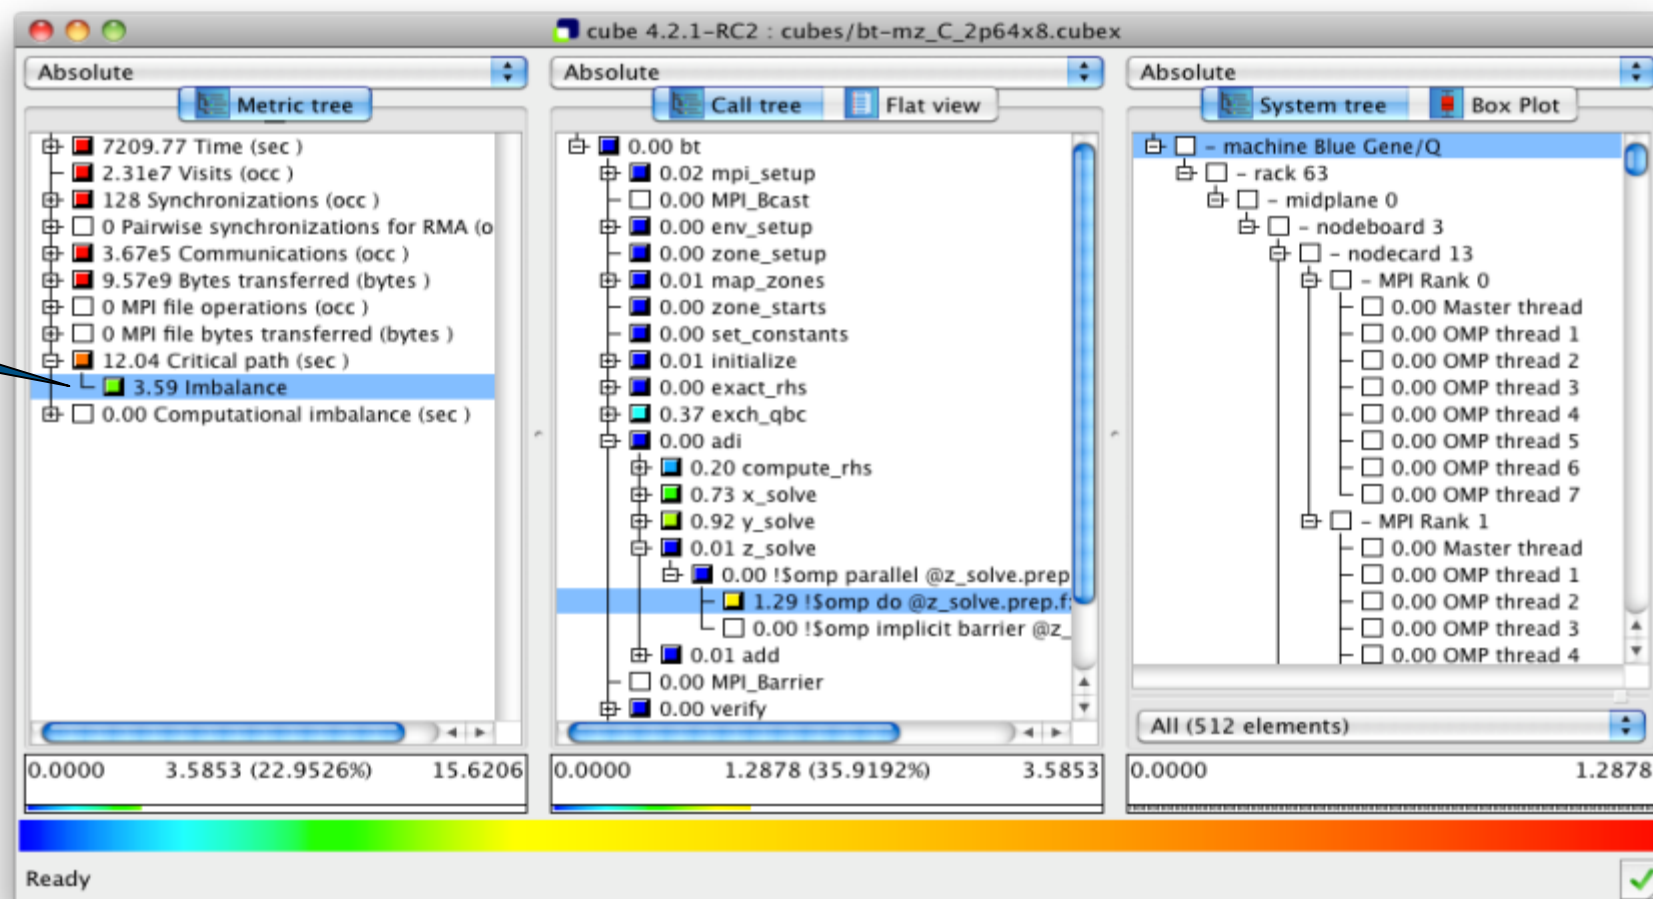 cube 4.2.1-RC2 : cubes/bt-mz_C_2p64x8.cubex
Absolute
Metric tree
7209.77 Time (sec )
2.31e7 Visits (occ )
128 Synchronizations (occ )
0 Pairwise synchronizations for RMA (o
3.67e5 Communications (occ )
9.57e9 Bytes transferred (bytes )
0 MPI file operations (occ )
0 MPI file bytes transferred (bytes )
12.04 Critical path (sec )
3.59 Imbalance
0.00 Computational imbalance (sec )
0.0000 3.5853 (22.9526%) 15.6206
Absolute
Call tree Flat view
0.00 bt
0.02 mpi_setup
0.00 MPI_Bcast
0.00 env_setup
0.00 zone_setup
0.01 map_zones
0.00 zone_starts
0.00 set_constants
0.01 initialize
0.00 exact_rhs
0.37 exch_qbc
0.00 adi
0.20 compute_rhs
0.73 x_solve
0.92 y_solve
0.01 z_solve
0.00 !$omp parallel @z_solve.prep
1.29 !$omp do @z_solve.prep.f:
0.00 !$omp implicit barrier @z_
0.01 add
0.00 MPI_Barrier
0.00 verify
0.0000 1.2878 (35.9192%) 3.5853
Absolute
System tree Box Plot
- machine Blue Gene/Q
- rack 63
- midplane 0
- nodeboard 3
- nodecard 13
- MPI Rank 0
0.00 Master thread
0.00 OMP thread 1
0.00 OMP thread 2
0.00 OMP thread 3
0.00 OMP thread 4
0.00 OMP thread 5
0.00 OMP thread 6
0.00 OMP thread 7
- MPI Rank 1
0.00 Master thread
0.00 OMP thread 1
0.00 OMP thread 2
0.00 OMP thread 3
0.00 OMP thread 4
All (512 elements)
0.0000 1.2878
Ready